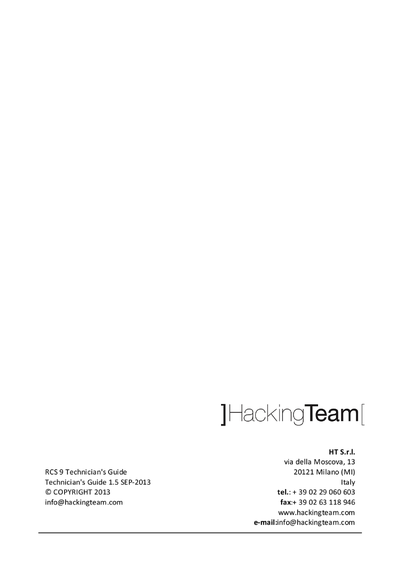 ]HackingTeam[
HT S.r.l.
via della Moscova, 13
RCS 9 Technician's Guide 20121 Milano (MI)
Technician's Guide 1.5 SEP-2013 Italy
© COPYRIGHT 2013 tel.: + 39 02 29 060 603
info@hackingteam.com fax:+ 39 02 63 118 946
www.hackingteam.com
e-mail:info@hackingteam.com